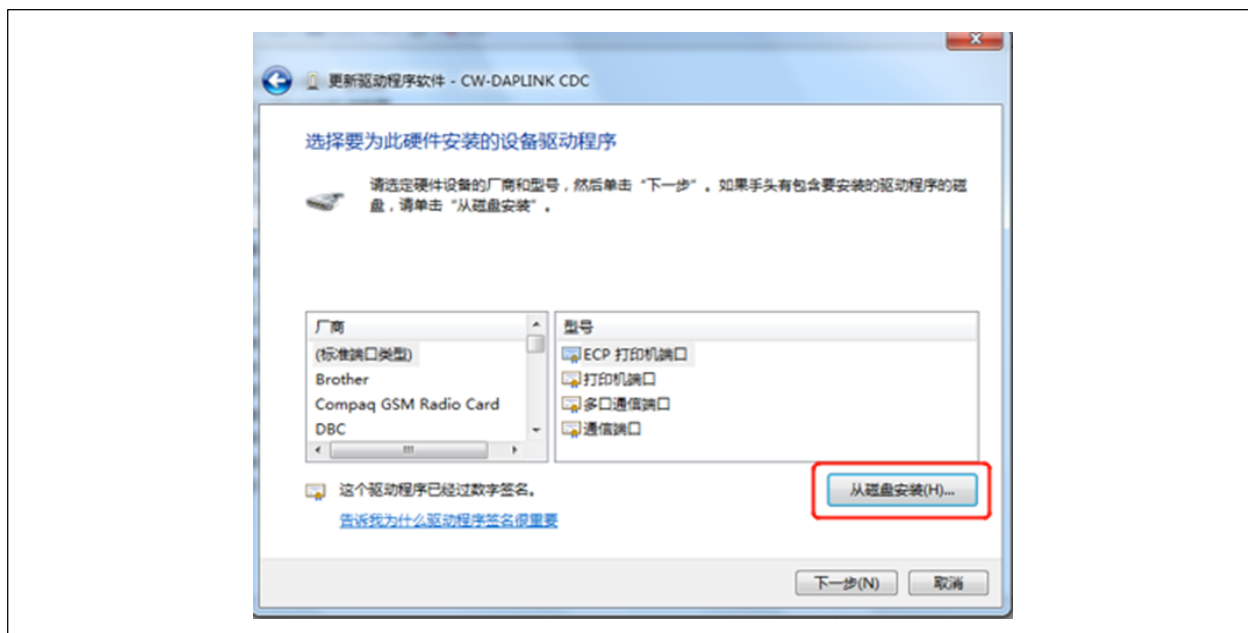 更新驱动程序软件 - CW-DAPLINK CDC
选择要为此硬件安装的设备驱动程序
请选定硬件设备的厂商和型号，然后单击“下一步”。如果手头有包含要安装的驱动程序的磁
盘，请单击“从磁盘安装”。
厂商
(标准端口类型)
Brother
Compaq GSM Radio Card
DBC
型号
ECP 打印机端口
打印机端口
多口通信端口
通信端口
这个驱动程序已经过数字签名。
告诉我为什么驱动程序签名很重要
从磁盘安装(H)...
下一步(N)
取消